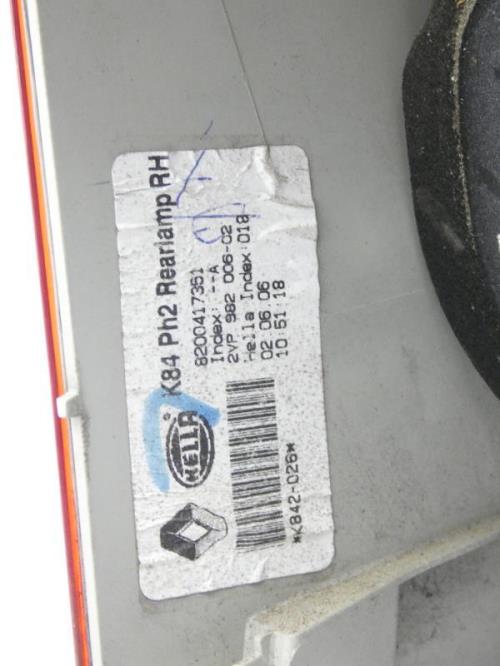 K84 Ph2 Rearlamp RH
8200417351
Index: --A
2VP 982 006-02
Hella Index:018
02.06.06
10:51:18
HELLA
*K842-026*